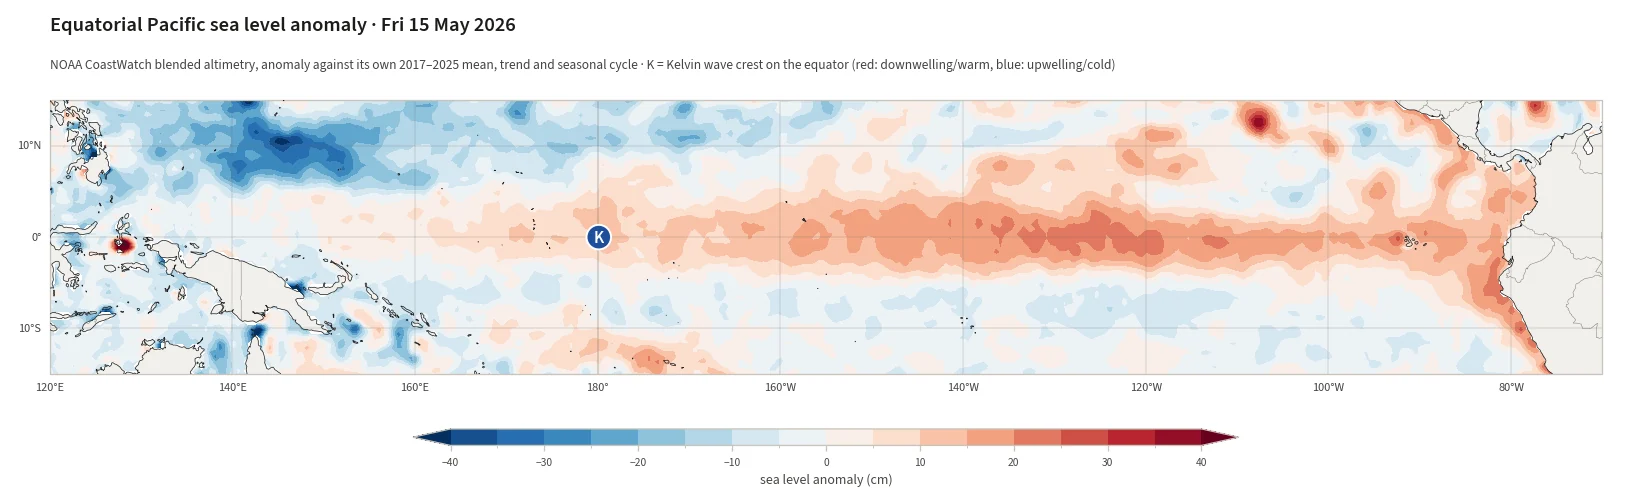 Equatorial Pacific sea level anomaly · Fri 15 May 2026
NOAA CoastWatch blended altimetry, anomaly against its own 2017–2025 mean, trend and seasonal cycle · K = Kelvin wave crest on the equator (red: downwelling/warm, blue: upwelling/cold)
10°N
0°
K
10°S
120°E 140°E 160°E 180° 160°W 140°W 120°W 100°W 80°W
−40 −30 −20 −10 0 10 20 30 40
sea level anomaly (cm)